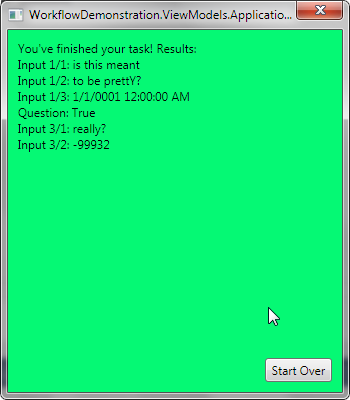 WorkflowDemonstration.ViewModels.Applicatio...
You've finished your task! Results:
Input 1/1: is this meant
Input 1/2: to be prettY?
Input 1/3: 1/1/0001 12:00:00 AM
Question: True
Input 3/1: really?
Input 3/2: -99932
Start Over